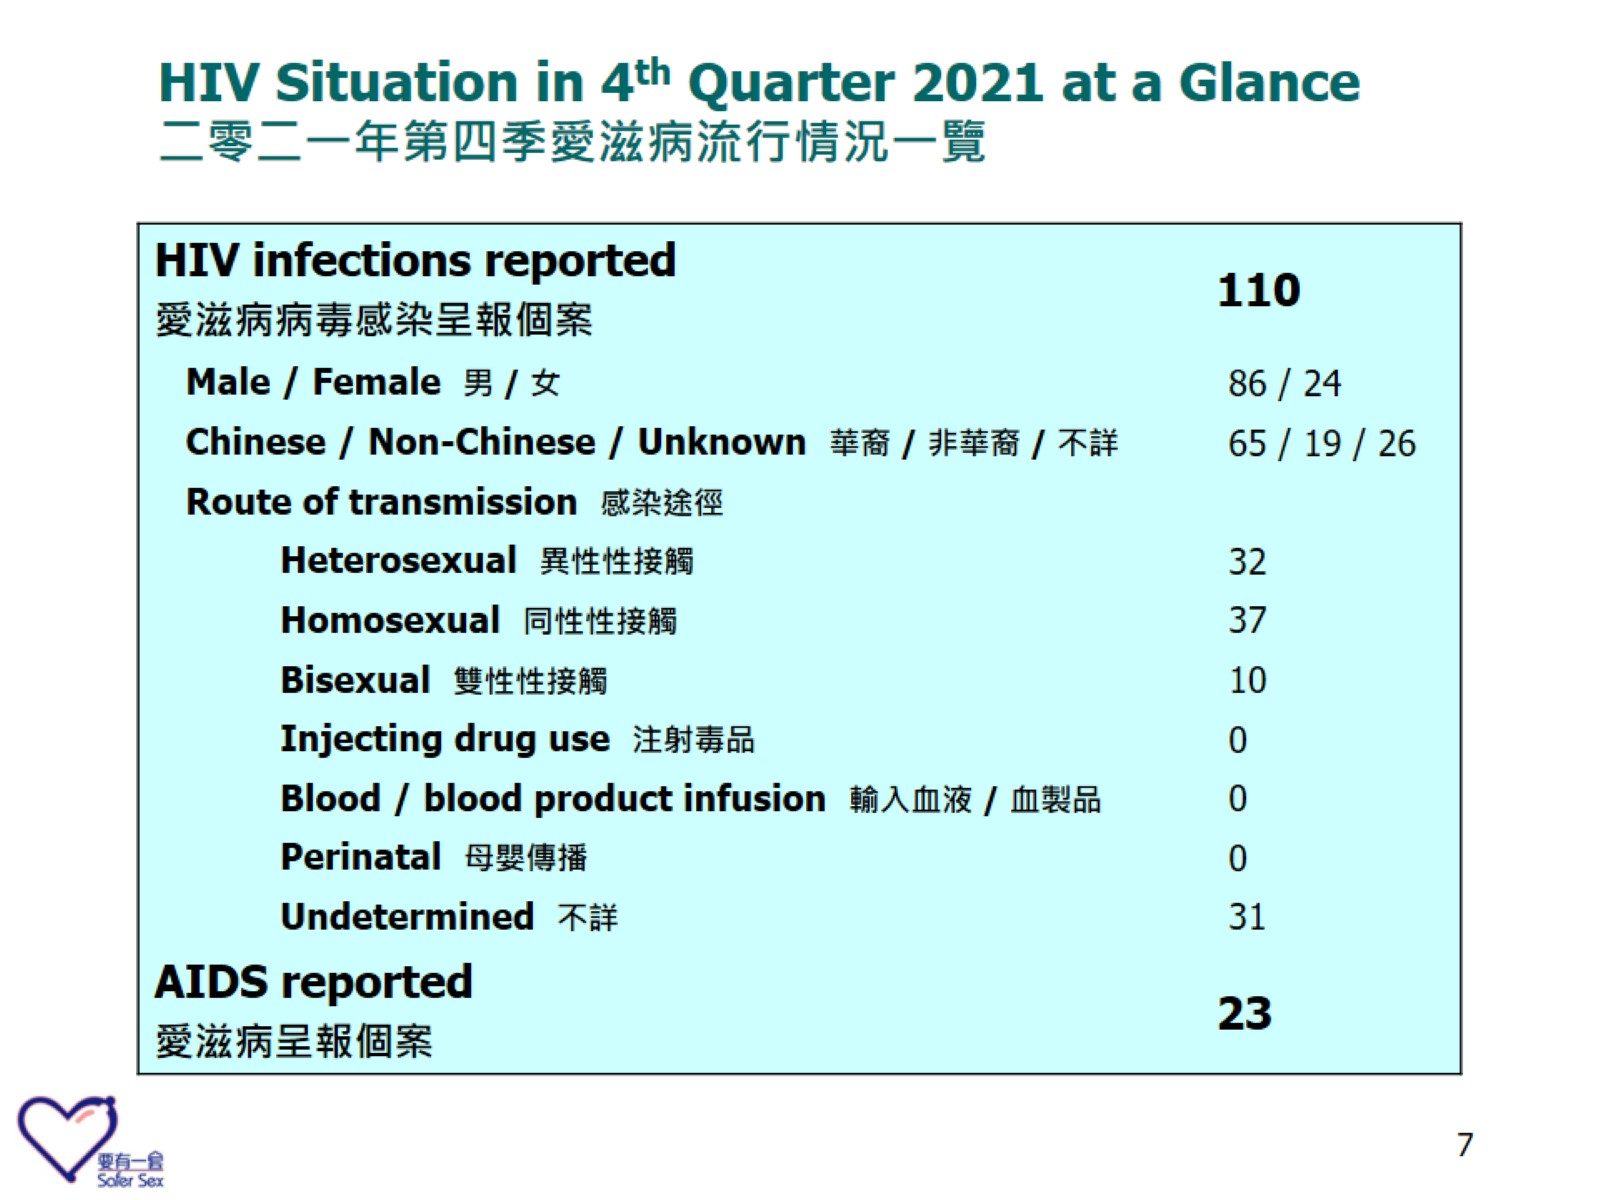 HIV Situation in 4th Quarter 2021 at a Glance
二零二一年第四季愛滋病流行情況一覽
HIV infections reported
愛滋病病毒感染呈報個案
110
Male / Female 男 / 女 86 / 24
Chinese / Non-Chinese / Unknown 華裔 / 非華裔 / 不詳 65 / 19 / 26
Route of transmission 感染途徑
Heterosexual 異性性接觸 32
Homosexual 同性性接觸 37
Bisexual 雙性性接觸 10
Injecting drug use 注射毒品 0
Blood / blood product infusion 輸入血液 / 血製品 0
Perinatal 母嬰傳播 0
Undetermined 不詳 31
AIDS reported
愛滋病呈報個案
23
要有一套
Safer Sex
7